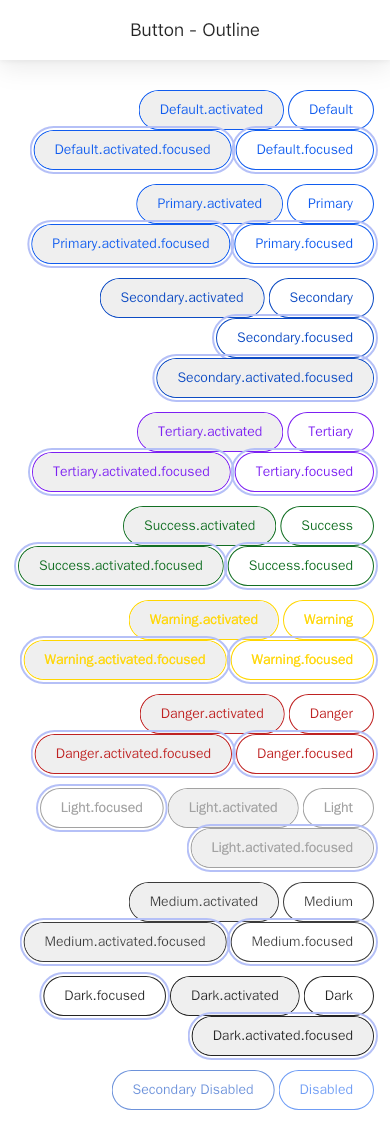 Button - Outline
Default.activated Default
Default.activated.focused Default.focused
Primary.activated Primary
Primary.activated.focused Primary.focused
Secondary.activated Secondary
Secondary.focused
Secondary.activated.focused
Tertiary.activated Tertiary
Tertiary.activated.focused Tertiary.focused
Success.activated Success
Success.activated.focused Success.focused
Warning.activated Warning
Warning.activated.focused Warning.focused
Danger.activated Danger
Danger.activated.focused Danger.focused
Light.focused Light.activated Light
Light.activated.focused
Medium.activated Medium
Medium.activated.focused Medium.focused
Dark.focused Dark.activated Dark
Dark.activated.focused
Secondary Disabled Disabled